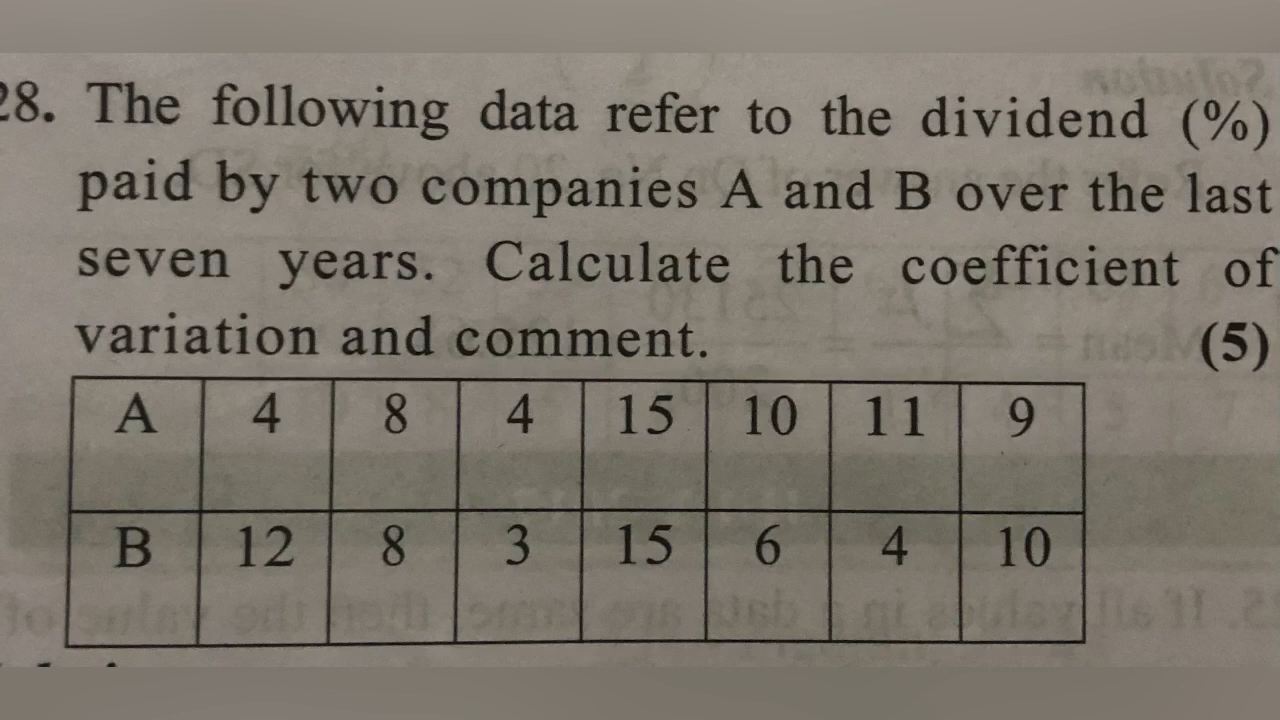 28. The following data refer to the dividend (%)
paid by two companies A and B over the last
seven years. Calculate the coefficient of
variation and comment. (5)
A 4 8 4 15 10 11 9
B 12 8 3 15 6 4 10